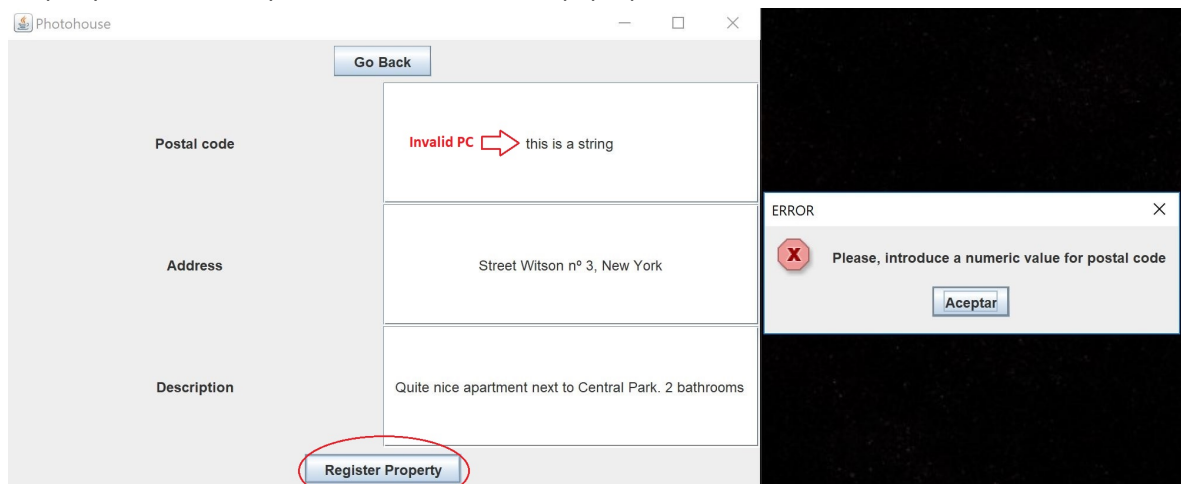 Photohouse
Go Back
Postal code
Invalid PC
this is a string
Address
Street Witson nº 3, New York
Description
Quite nice apartment next to Central Park. 2 bathrooms
Register Property
ERROR
X
Please, introduce a numeric value for postal code
Aceptar